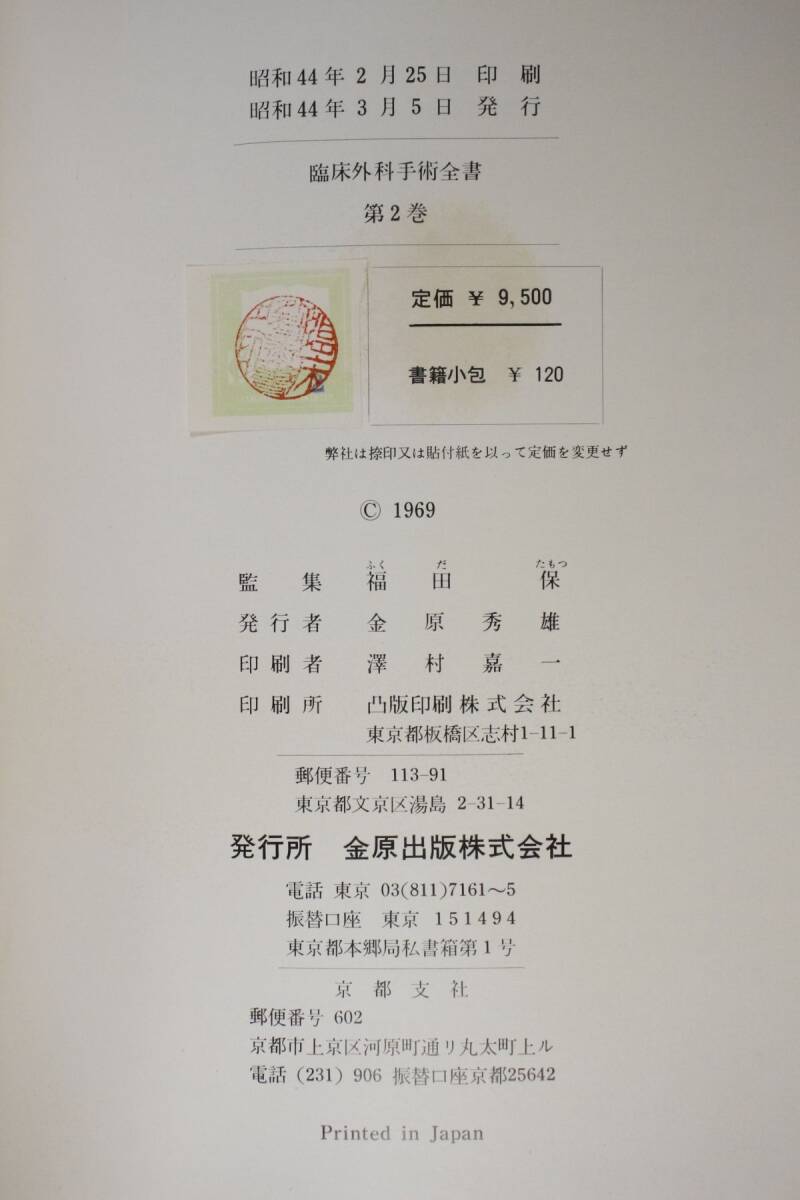 昭和44年 2 月 25日 印 刷
昭和44年 3 月 5 日 発 行
臨床外科手術全書
第 2 巻
定価 ¥ 9,500
書籍小包 ¥ 120
弊社は捺印又は貼付紙を以って定価を変更せず
© 1969
ふく だ たもつ
監 集 福 田 保
発 行 者 金 原 秀 雄
印 刷 者 澤 村 嘉 一
印 刷 所 凸版印刷株式会社
東京都板橋区志村1-11-1
郵便番号 113-91
東京都文京区湯島 2-31-14
発行所 金原出版株式会社
電話 東京 03(811)7161〜5
振替口座 東京 151494
東京都本郷局私書箱第 1 号
京 都 支 社
郵便番号 602
京都市上京区河原町通リ丸太町上ル
電話 (231) 906 振替口座京都25642
Printed in Japan